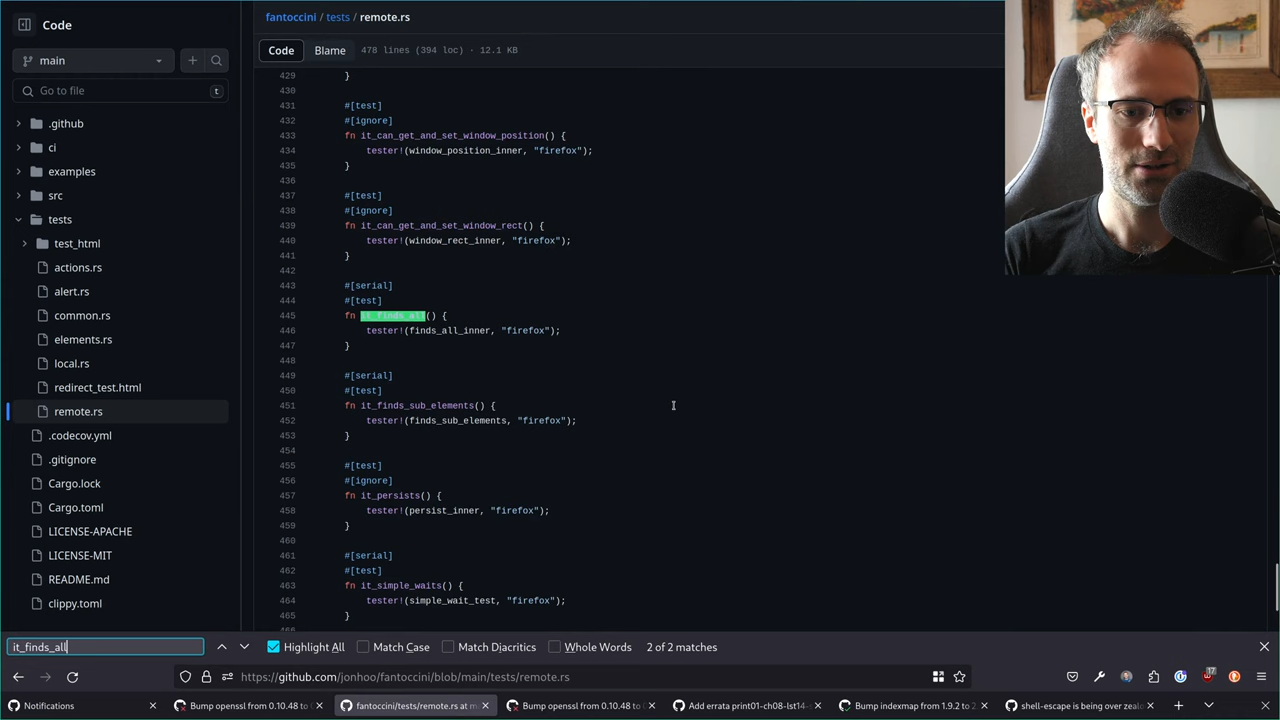 Code
fantoccini / tests / remote.rs
main
Code
Blame
478 lines (394 loc) · 12.1 KB
Go to file
t
.github
ci
examples
src
tests
test_html
actions.rs
alert.rs
common.rs
elements.rs
local.rs
redirect_test.html
remote.rs
.codecov.yml
.gitignore
Cargo.lock
Cargo.toml
LICENSE-APACHE
LICENSE-MIT
README.md
clippy.toml
429 }
430
431 #[test]
432 #[ignore]
433 fn it_can_get_and_set_window_position() {
434 tester!(window_position_inner, "firefox");
435 }
436
437 #[test]
438 #[ignore]
439 fn it_can_get_and_set_window_rect() {
440 tester!(window_rect_inner, "firefox");
441 }
442
443 #[serial]
444 #[test]
445 fn it_finds_all() {
446 tester!(finds_all_inner, "firefox");
447 }
448
449 #[serial]
450 #[test]
451 fn it_finds_sub_elements() {
452 tester!(finds_sub_elements, "firefox");
453 }
454
455 #[test]
456 #[ignore]
457 fn it_persists() {
458 tester!(persist_inner, "firefox");
459 }
460
461 #[serial]
462 #[test]
463 fn it_simple_waits() {
464 tester!(simple_wait_test, "firefox");
465 }
it_finds_all
Highlight All
Match Case
Match Diacritics
Whole Words
2 of 2 matches
https://github.com/jonhoo/fantoccini/blob/main/tests/remote.rs
17
Notifications
Bump openssl from 0.10.48 to
fantoccini/tests/remote.rs at m
Bump openssl from 0.10.48 to
Add errata print01-ch08-lst14-
Bump indexmap from 1.9.2 to 2
shell-escape is being over zeal